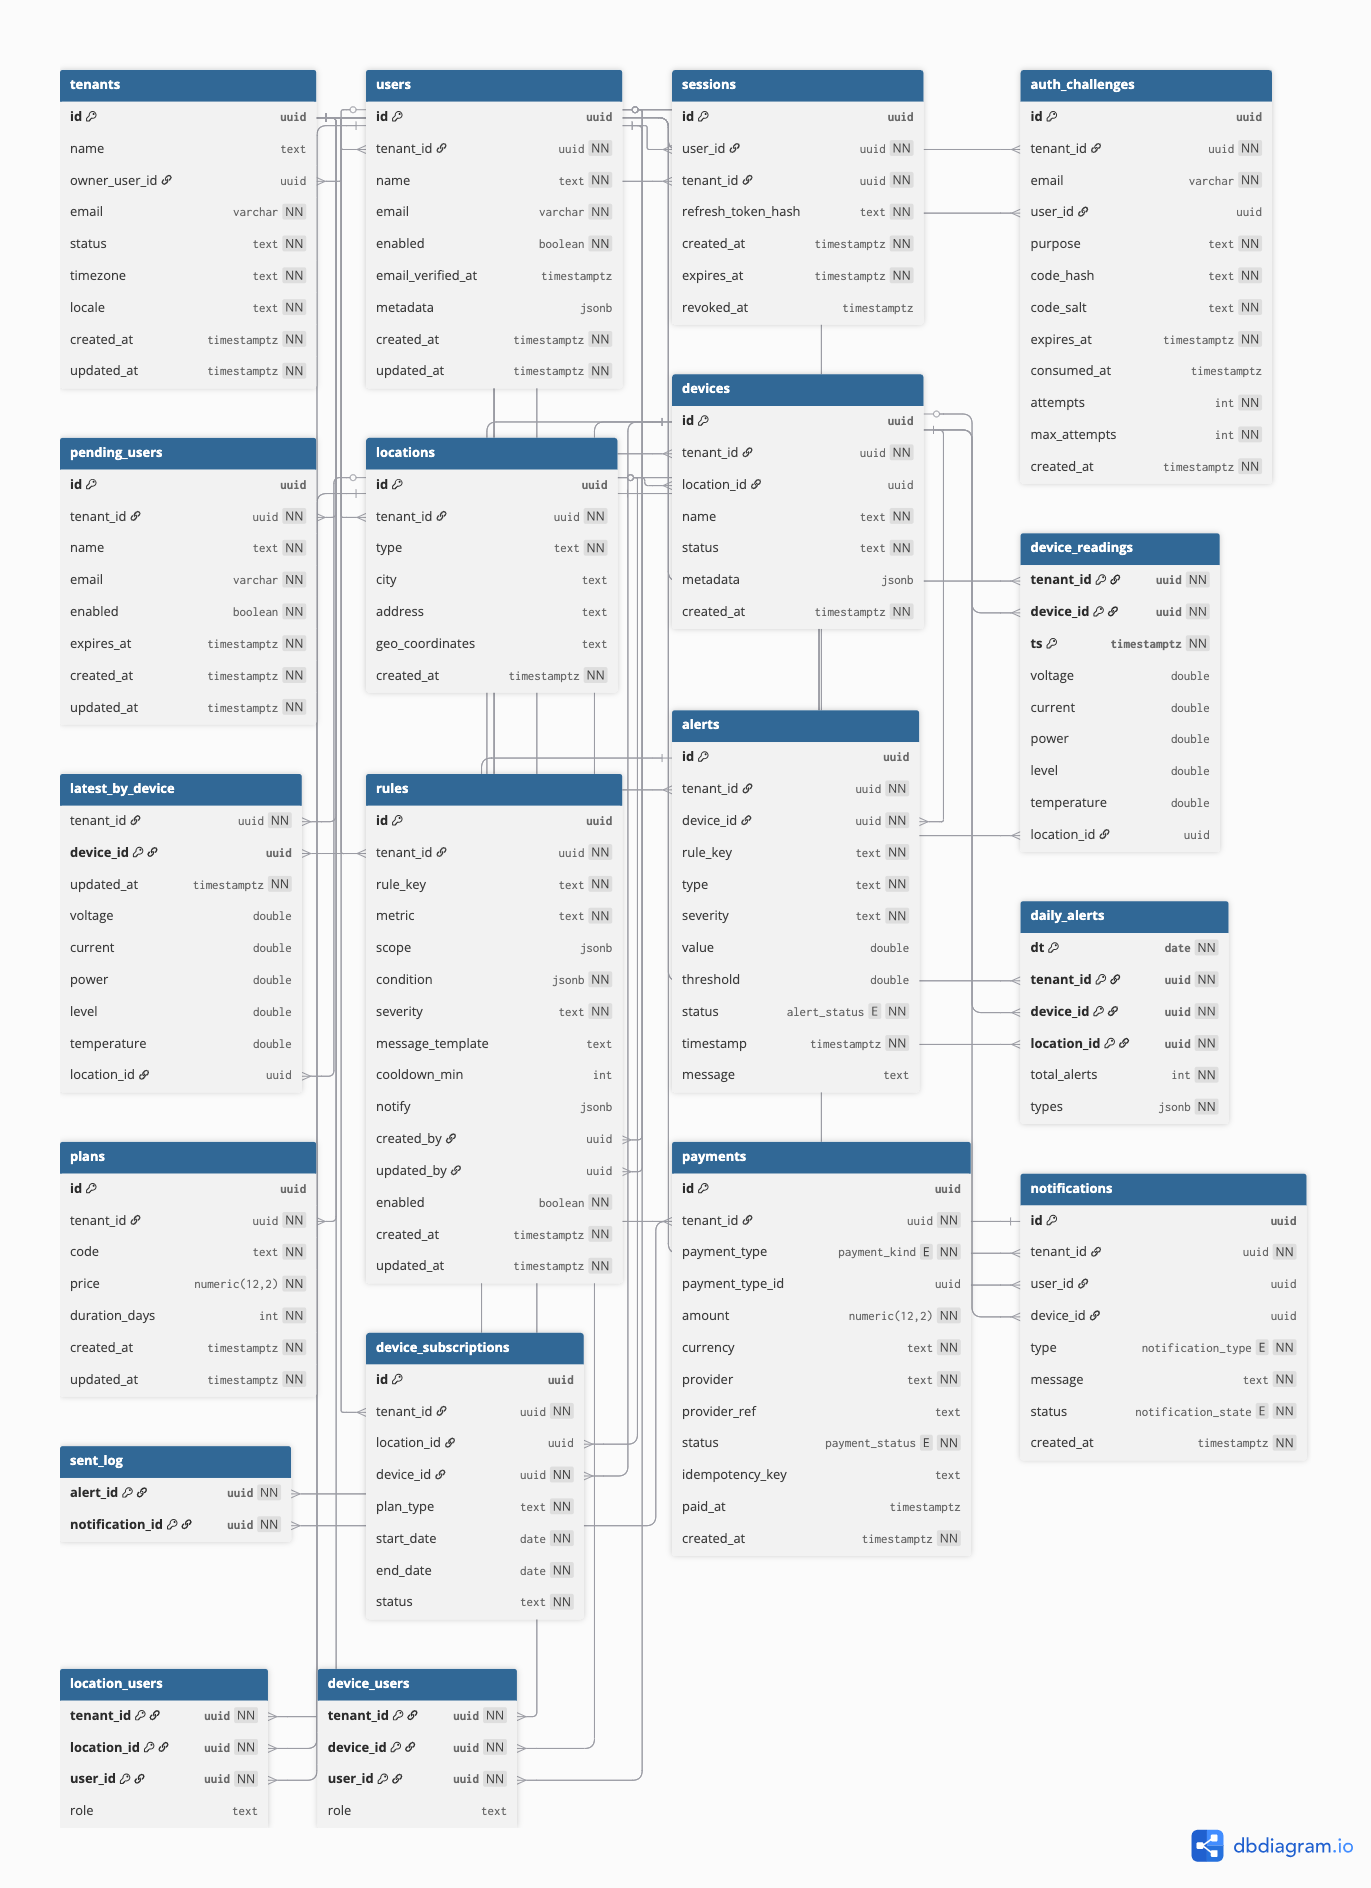 tenants
id uuid
name text
owner_user_id uuid
email varchar NN
status text NN
timezone text NN
locale text NN
created_at timestamptz NN
updated_at timestamptz NN
users
id uuid
tenant_id uuid NN
name text NN
email varchar NN
enabled boolean NN
email_verified_at timestamptz
metadata jsonb
created_at timestamptz NN
updated_at timestamptz NN
sessions
id uuid
user_id uuid NN
tenant_id uuid NN
refresh_token_hash text NN
created_at timestamptz NN
expires_at timestamptz NN
revoked_at timestamptz
auth_challenges
id uuid
tenant_id uuid NN
email varchar NN
user_id uuid
purpose text NN
code_hash text NN
code_salt text NN
expires_at timestamptz NN
consumed_at timestamptz
attempts int NN
max_attempts int NN
created_at timestamptz NN
pending_users
id uuid
tenant_id uuid NN
name text NN
email varchar NN
enabled boolean NN
expires_at timestamptz NN
created_at timestamptz NN
updated_at timestamptz NN
locations
id uuid
tenant_id uuid NN
type text NN
city text
address text
geo_coordinates text
created_at timestamptz NN
devices
id uuid
tenant_id uuid NN
location_id uuid
name text NN
status text NN
metadata jsonb
created_at timestamptz NN
device_readings
tenant_id uuid NN
device_id uuid NN
ts timestamptz NN
voltage double
current double
power double
level double
temperature double
location_id uuid
latest_by_device
tenant_id uuid NN
device_id uuid
updated_at timestamptz NN
voltage double
current double
power double
level double
temperature double
location_id uuid
rules
id uuid
tenant_id uuid NN
rule_key text NN
metric text NN
scope jsonb
condition jsonb NN
severity text NN
message_template text
cooldown_min int
notify jsonb
created_by uuid
updated_by uuid
enabled boolean NN
created_at timestamptz NN
updated_at timestamptz NN
alerts
id uuid
tenant_id uuid NN
device_id uuid NN
rule_key text NN
type text NN
severity text NN
value double
threshold double
status alert_status E NN
timestamp timestamptz NN
message text
daily_alerts
dt date NN
tenant_id uuid NN
device_id uuid NN
location_id uuid NN
total_alerts int NN
types jsonb NN
plans
id uuid
tenant_id uuid NN
code text NN
price numeric(12,2) NN
duration_days int NN
created_at timestamptz NN
updated_at timestamptz NN
device_subscriptions
id uuid
tenant_id uuid NN
location_id uuid
device_id uuid NN
plan_type text NN
start_date date NN
end_date date NN
status text NN
payments
id uuid
tenant_id uuid NN
payment_type payment_kind E NN
payment_type_id uuid
amount numeric(12,2) NN
currency text NN
provider text NN
provider_ref text
status payment_status E NN
idempotency_key text
paid_at timestamptz
created_at timestamptz NN
notifications
id uuid
tenant_id uuid NN
user_id uuid
device_id uuid
type notification_type E NN
message text NN
status notification_state E NN
created_at timestamptz NN
sent_log
alert_id uuid NN
notification_id uuid NN
location_users
tenant_id uuid NN
location_id uuid NN
user_id uuid NN
role text
device_users
tenant_id uuid NN
device_id uuid NN
user_id uuid NN
role text
dbdiagram.io